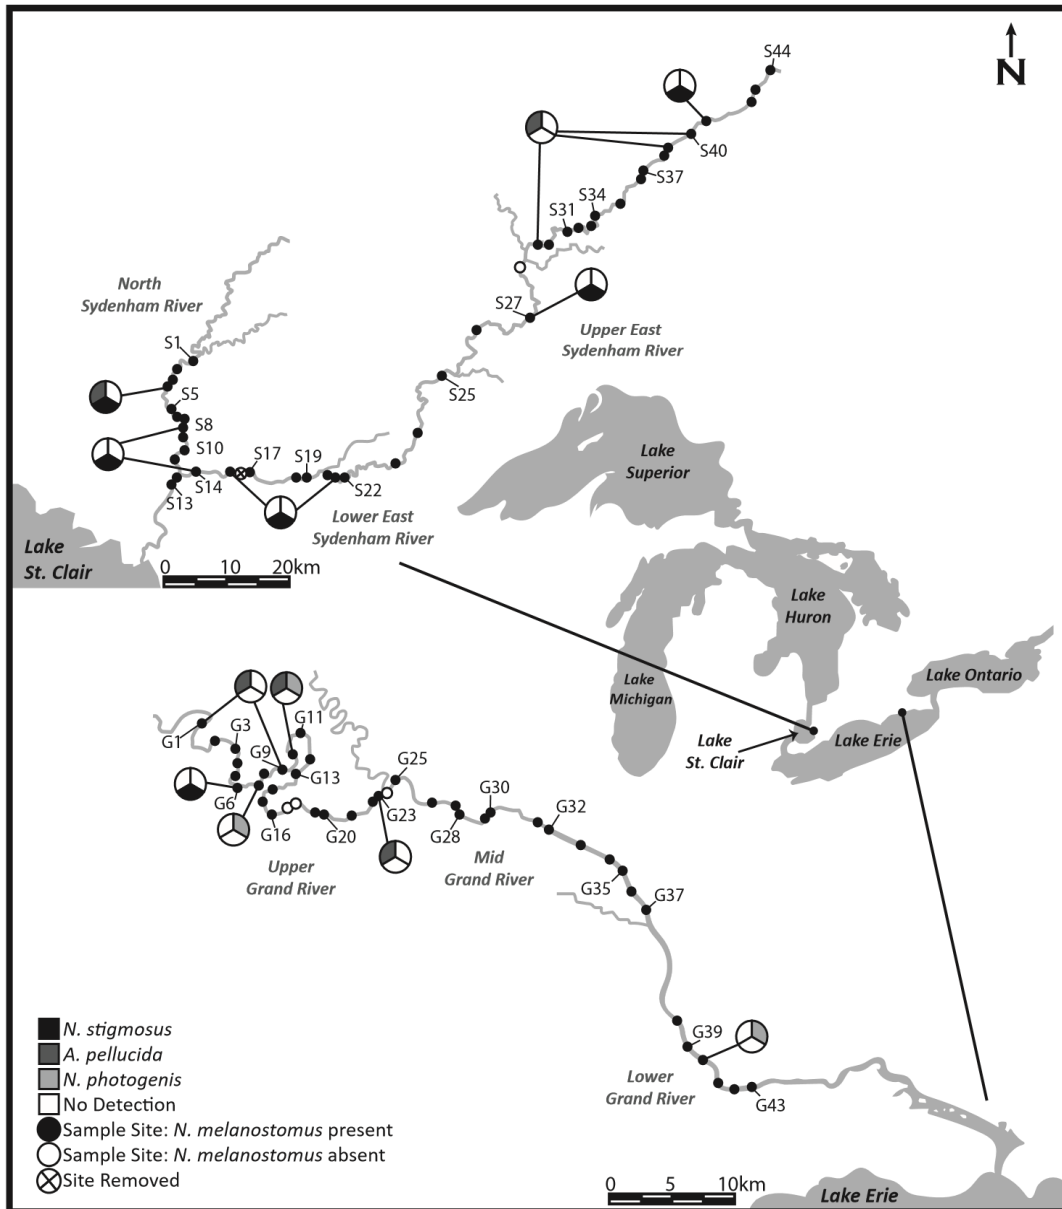 N
S44
S40
S37
S34
S31
North
Sydenham River
S27
Upper East
Sydenham River
S1
S5
S25
S8
S10
S17
S19
S14
S22
S13
Lower East
Sydenham River
Lake
St. Clair
0 10 20km
Lake
Superior
Lake
Huron
Lake
Michigan
Lake Ontario
Lake Erie
Lake
St. Clair
G1
G3
G11
G9
G13
G25
G6
G16
G20
G23
G28
G30
G32
Upper
Grand River
Mid
Grand River
G35
G37
G39
Lower
Grand River
G43
N. stigmosus
A. pellucida
N. photogenis
No Detection
Sample Site: N. melanostomus present
Sample Site: N. melanostomus absent
Site Removed
0 5 10km
Lake Erie